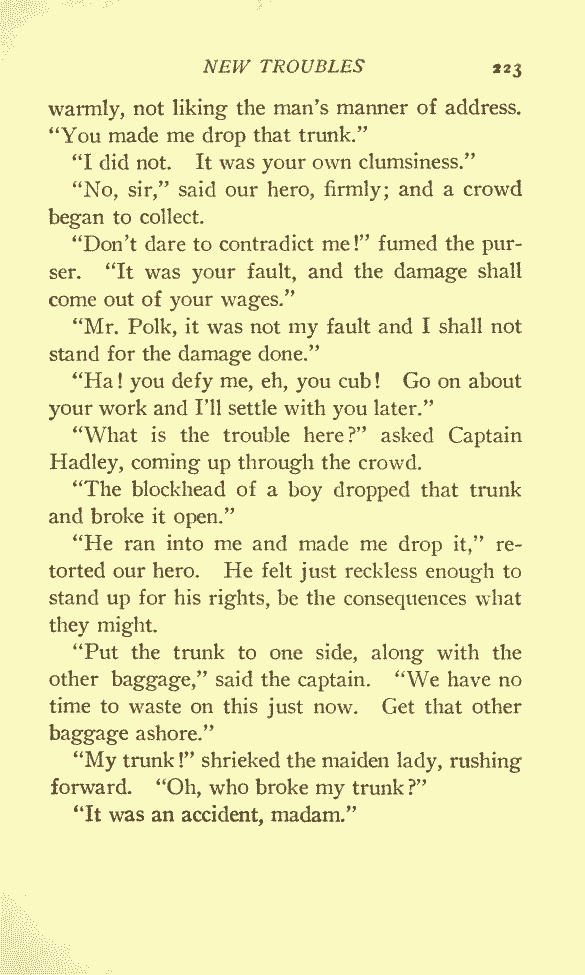 NEW TROUBLES 223
warmly, not liking the man's manner of address.
"You made me drop that trunk."
"I did not. It was your own clumsiness."
"No, sir," said our hero, firmly; and a crowd
began to collect.
"Don't dare to contradict me!" fumed the pur-
ser. "It was your fault, and the damage shall
come out of your wages."
"Mr. Polk, it was not my fault and I shall not
stand for the damage done."
"Ha! you defy me, eh, you cub! Go on about
your work and I'll settle with you later."
"What is the trouble here?" asked Captain
Hadley, coming up through the crowd.
"The blockhead of a boy dropped that trunk
and broke it open."
"He ran into me and made me drop it," re-
torted our hero. He felt just reckless enough to
stand up for his rights, be the consequences what
they might.
"Put the trunk to one side, along with the
other baggage," said the captain. "We have no
time to waste on this just now. Get that other
baggage ashore."
"My trunk!" shrieked the maiden lady, rushing
forward. "Oh, who broke my trunk?"
"It was an accident, madam."